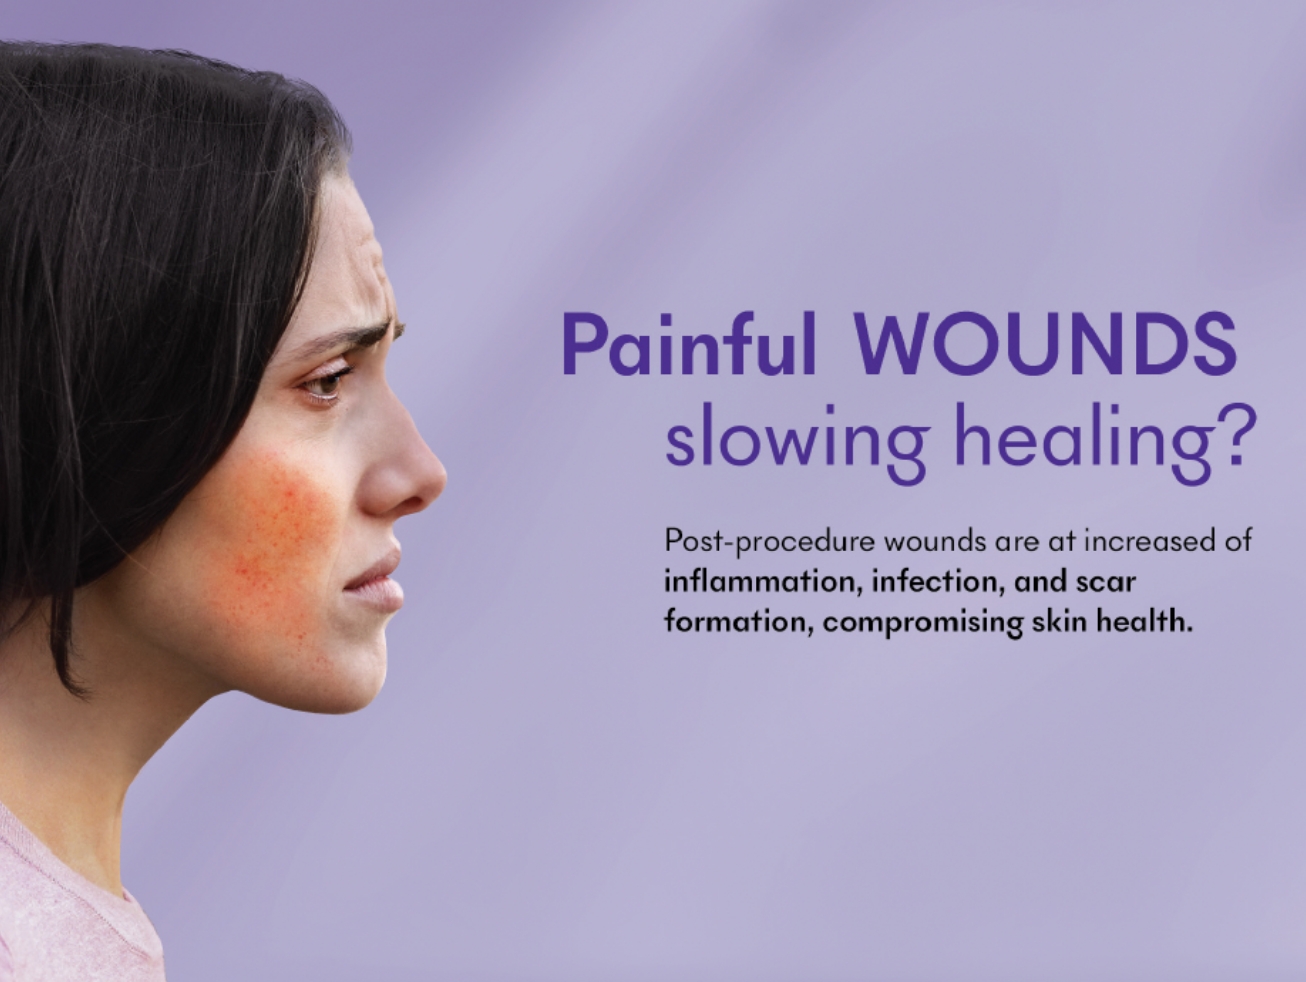 Painful WOUNDS
slowing healing?
Post-procedure wounds are at increased of
inflammation, infection, and scar
formation, compromising skin health.